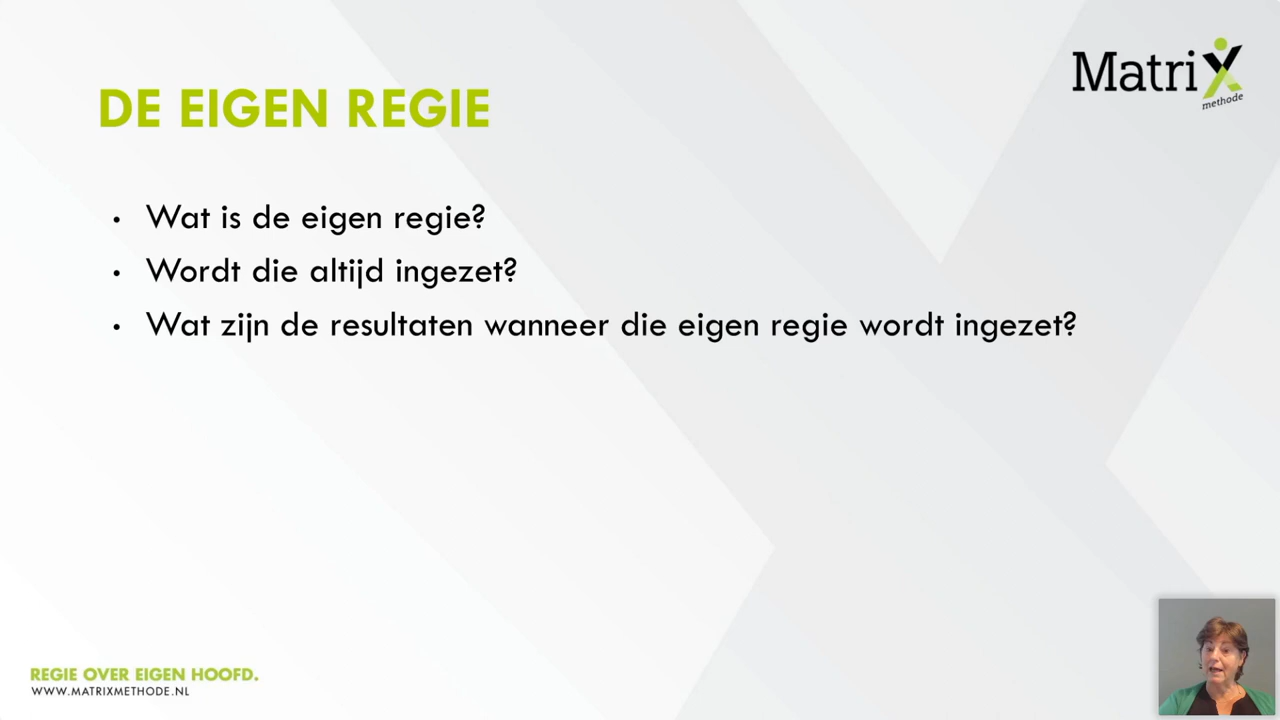 Matrix
methode
DE EIGEN REGIE
• Wat is de eigen regie?
• Wordt die altijd ingezet?
• Wat zijn de resultaten wanneer die eigen regie wordt ingezet?
REGIE OVER EIGEN HOOFD.
WWW.MATRIXMETHODE.NL